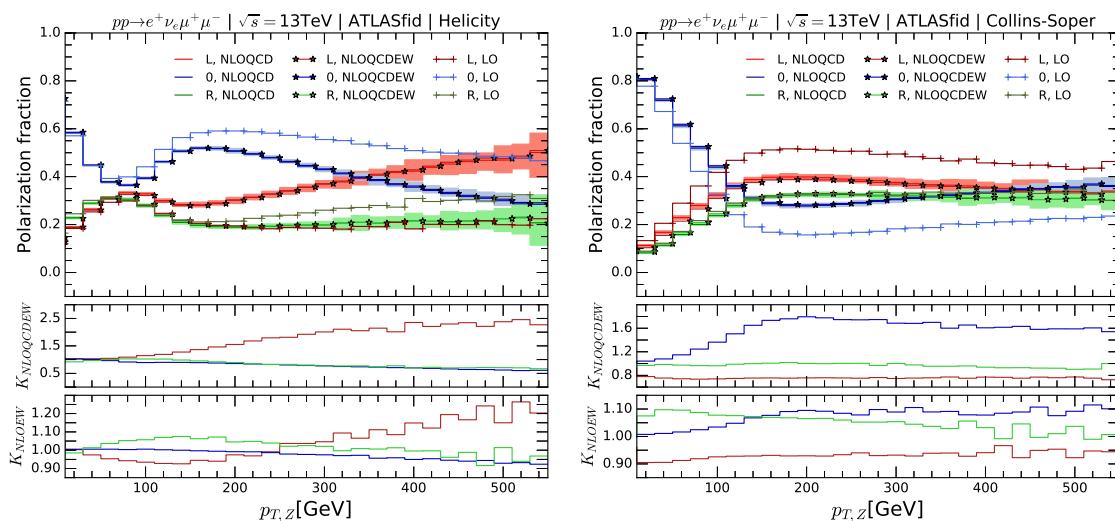 pp→e⁺νₑμ⁺μ⁻ | √s = 13TeV | ATLASfid | Helicity
Polarization fraction
1.0
0.8
0.6
0.4
0.2
0.0
L, NLOQCD
0, NLOQCD
R, NLOQCD
L, NLOQCDEW
0, NLOQCDEW
R, NLOQCDEW
L, LO
0, LO
R, LO
K_NLOQCDEW
2.5
1.5
0.5
K_NLOEW
1.20
1.10
1.00
0.90
100 200 300 400 500
p_T,Z[GeV]
pp→e⁺νₑμ⁺μ⁻ | √s = 13TeV | ATLASfid | Collins-Soper
Polarization fraction
1.0
0.8
0.6
0.4
0.2
0.0
L, NLOQCD
0, NLOQCD
R, NLOQCD
L, NLOQCDEW
0, NLOQCDEW
R, NLOQCDEW
L, LO
0, LO
R, LO
K_NLOQCDEW
1.6
1.2
0.8
K_NLOEW
1.10
1.00
0.90
100 200 300 400 500
p_T,Z[GeV]